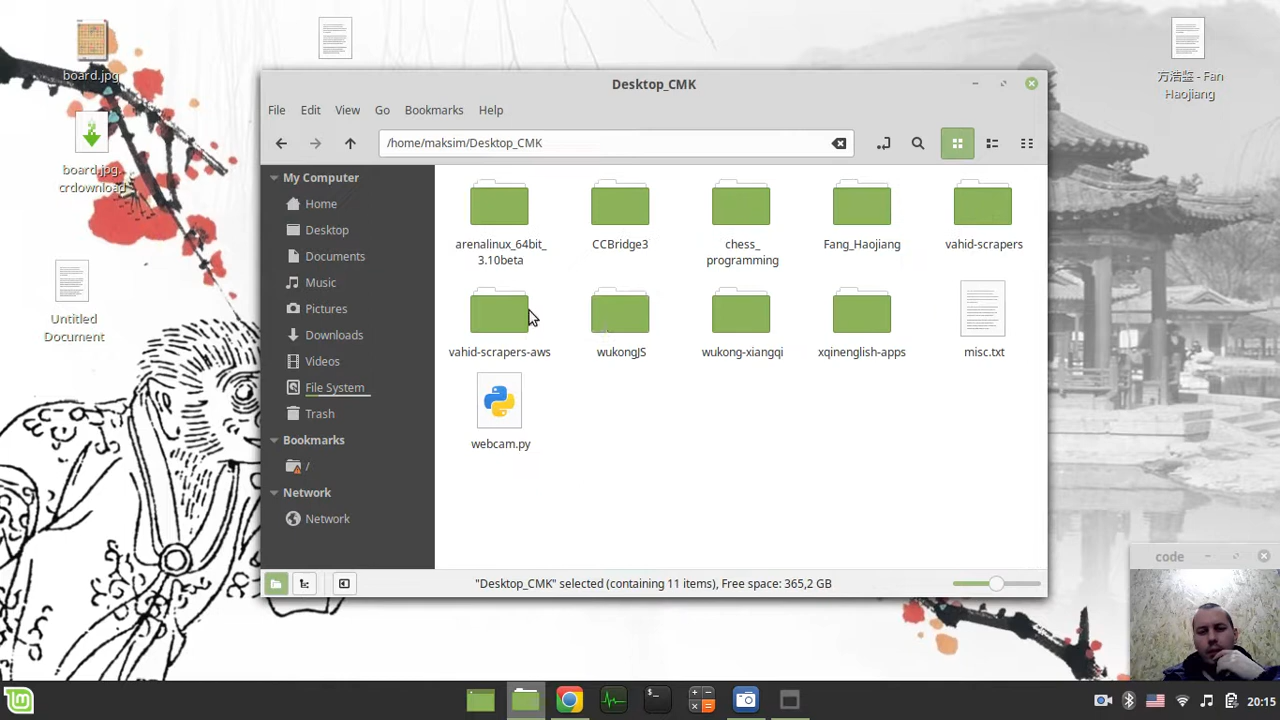 board.jpg
board.jpg.
crdownload
Untitled
Document
方浩鉴 - Fan
Haojiang
Desktop_CMK
File Edit View Go Bookmarks Help
/home/maksim/Desktop_CMK
My Computer
Home
Desktop
Documents
Music
Pictures
Downloads
Videos
File System
Trash
Bookmarks
/
Network
Network
arenalinux_64bit_
3.10beta
CCBridge3
chess_
programming
Fang_Haojiang
vahid-scrapers
vahid-scrapers-aws
wukongJS
wukong-xiangqi
xqinenglish-apps
misc.txt
webcam.py
"Desktop_CMK" selected (containing 11 items), Free space: 365,2 GB
code
20:15